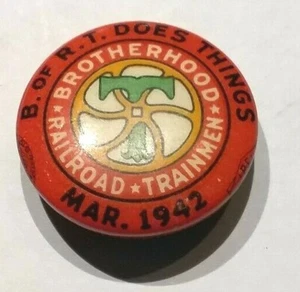 B. OF R. T. DOES THINGS
BROTHERHOOD
RAILROAD ★ TRAINMEN
MAR. 1942